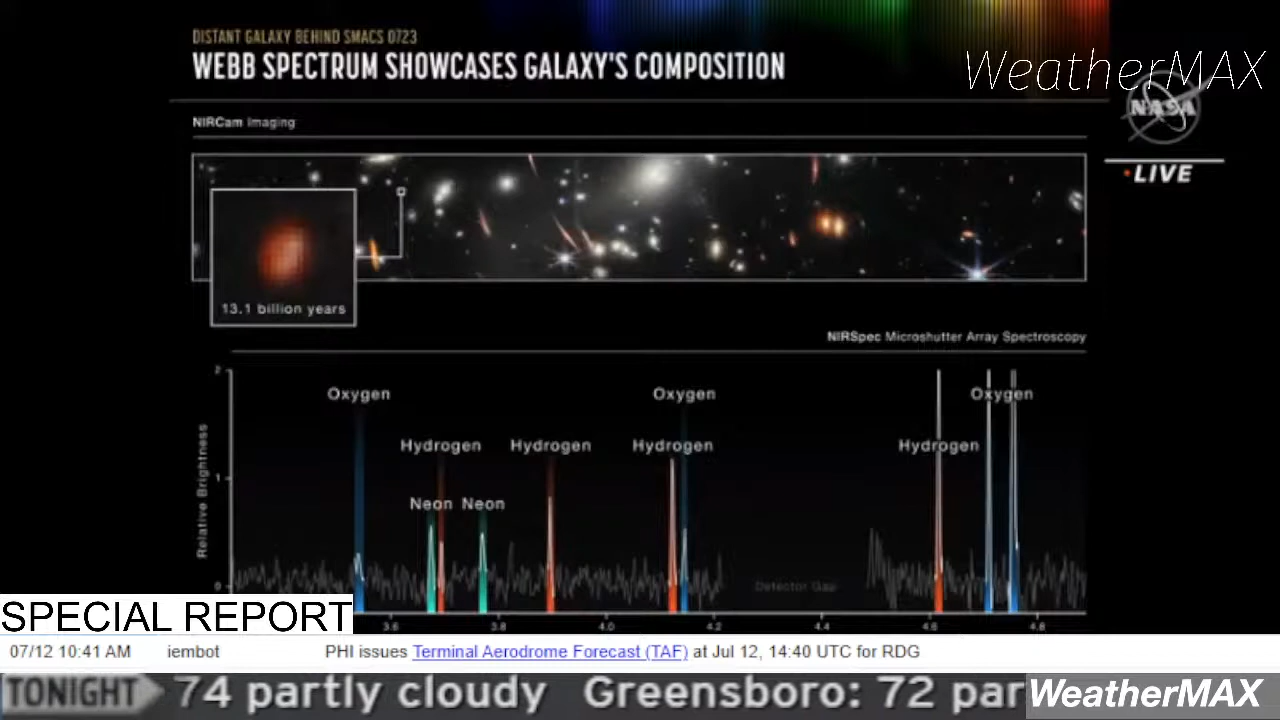 DISTANT GALAXY BEHIND SMACS 0723
WEBB SPECTRUM SHOWCASES GALAXY'S COMPOSITION
WeatherMAX
NASA
LIVE
NIRCam Imaging
13.1 billion years
NIRSpec Microshutter Array Spectroscopy
2
Oxygen
Oxygen
Oxygen
Hydrogen
Hydrogen
Hydrogen
Hydrogen
Relative Brightness
1
Neon
Neon
0
Detector Gap
3.6
3.8
4.0
4.2
4.4
4.6
4.8
SPECIAL REPORT
07/12 10:41 AM iembot PHI issues Terminal Aerodrome Forecast (TAF) at Jul 12, 14:40 UTC for RDG
TONIGHT 74 partly cloudy Greensboro: 72 par
WeatherMAX